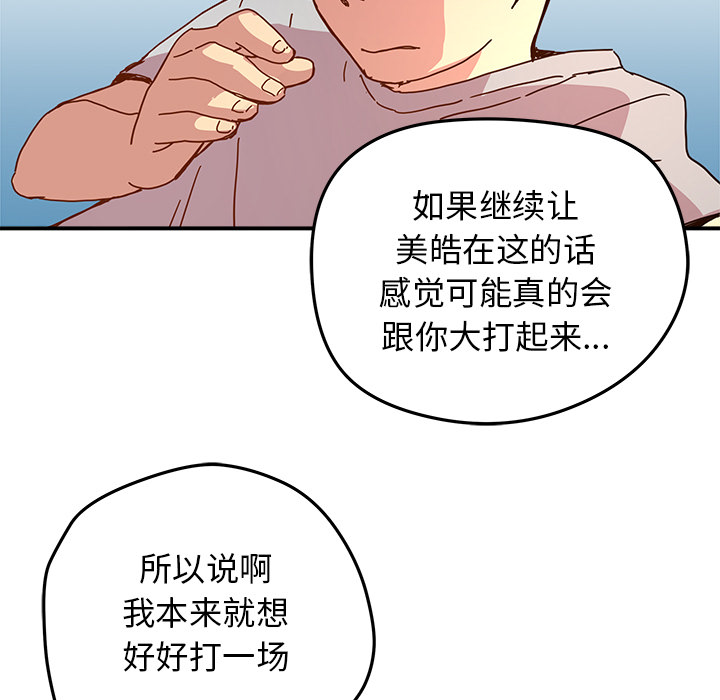 如果继续让
美皓在这的话
感觉可能真的会
跟你大打起来...
所以说啊
我本来就想
好好打一场